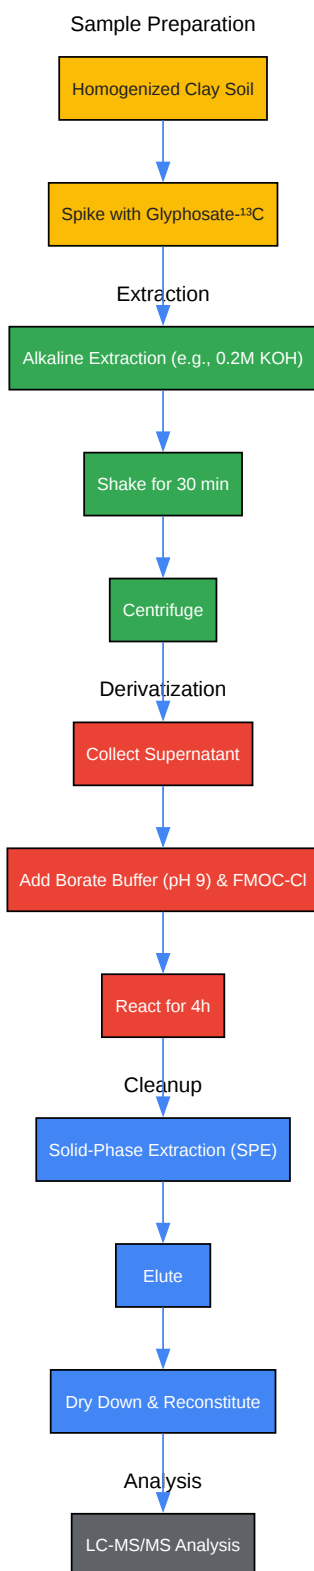 Sample Preparation
Homogenized Clay Soil
Spike with Glyphosate-¹³C
Extraction
Alkaline Extraction (e.g., 0.2M KOH)
Shake for 30 min
Centrifuge
Derivatization
Collect Supernatant
Add Borate Buffer (pH 9) & FMOC-Cl
React for 4h
Cleanup
Solid-Phase Extraction (SPE)
Elute
Dry Down & Reconstitute
Analysis
LC-MS/MS Analysis